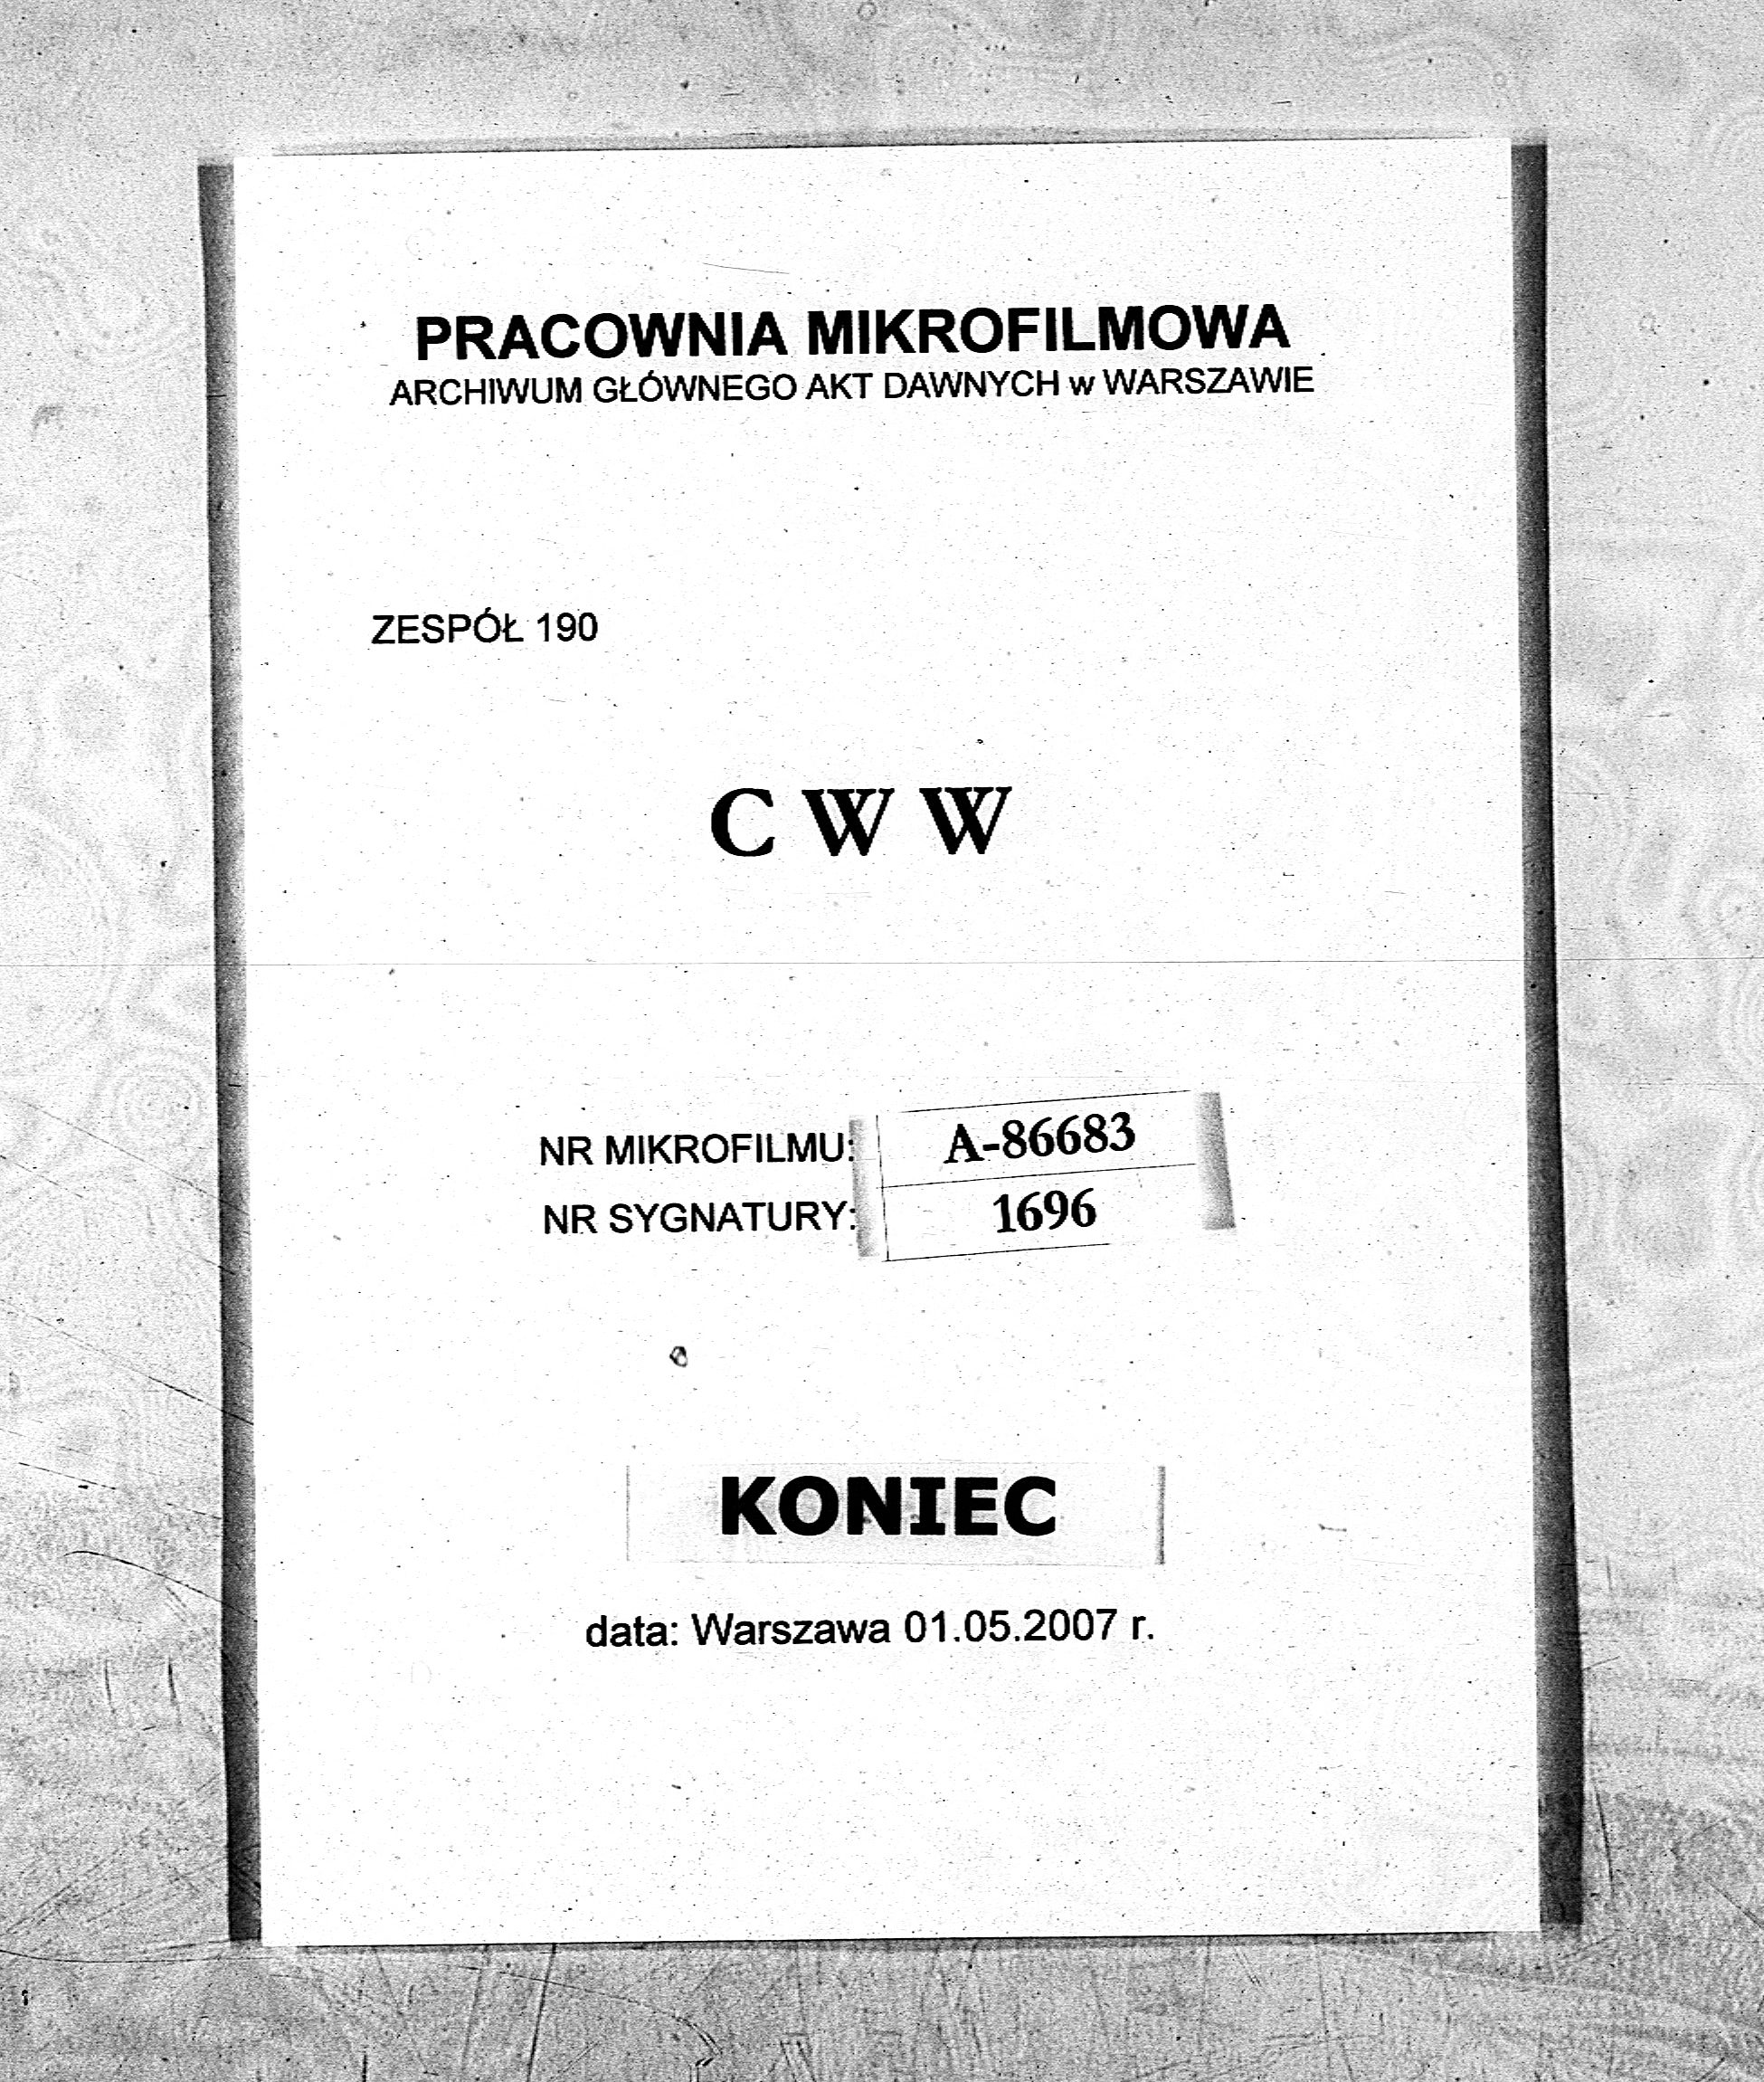 PRACOWNIA MIKROFILMOWA
ARCHIWUM GŁÓWNEGO AKT DAWNYCH w WARSZAWIE
ZESPÓŁ 190
C W W
NR MIKROFILMU: A-86683
NR SYGNATURY: 1696
KONIEC
data: Warszawa 01.05.2007 r.